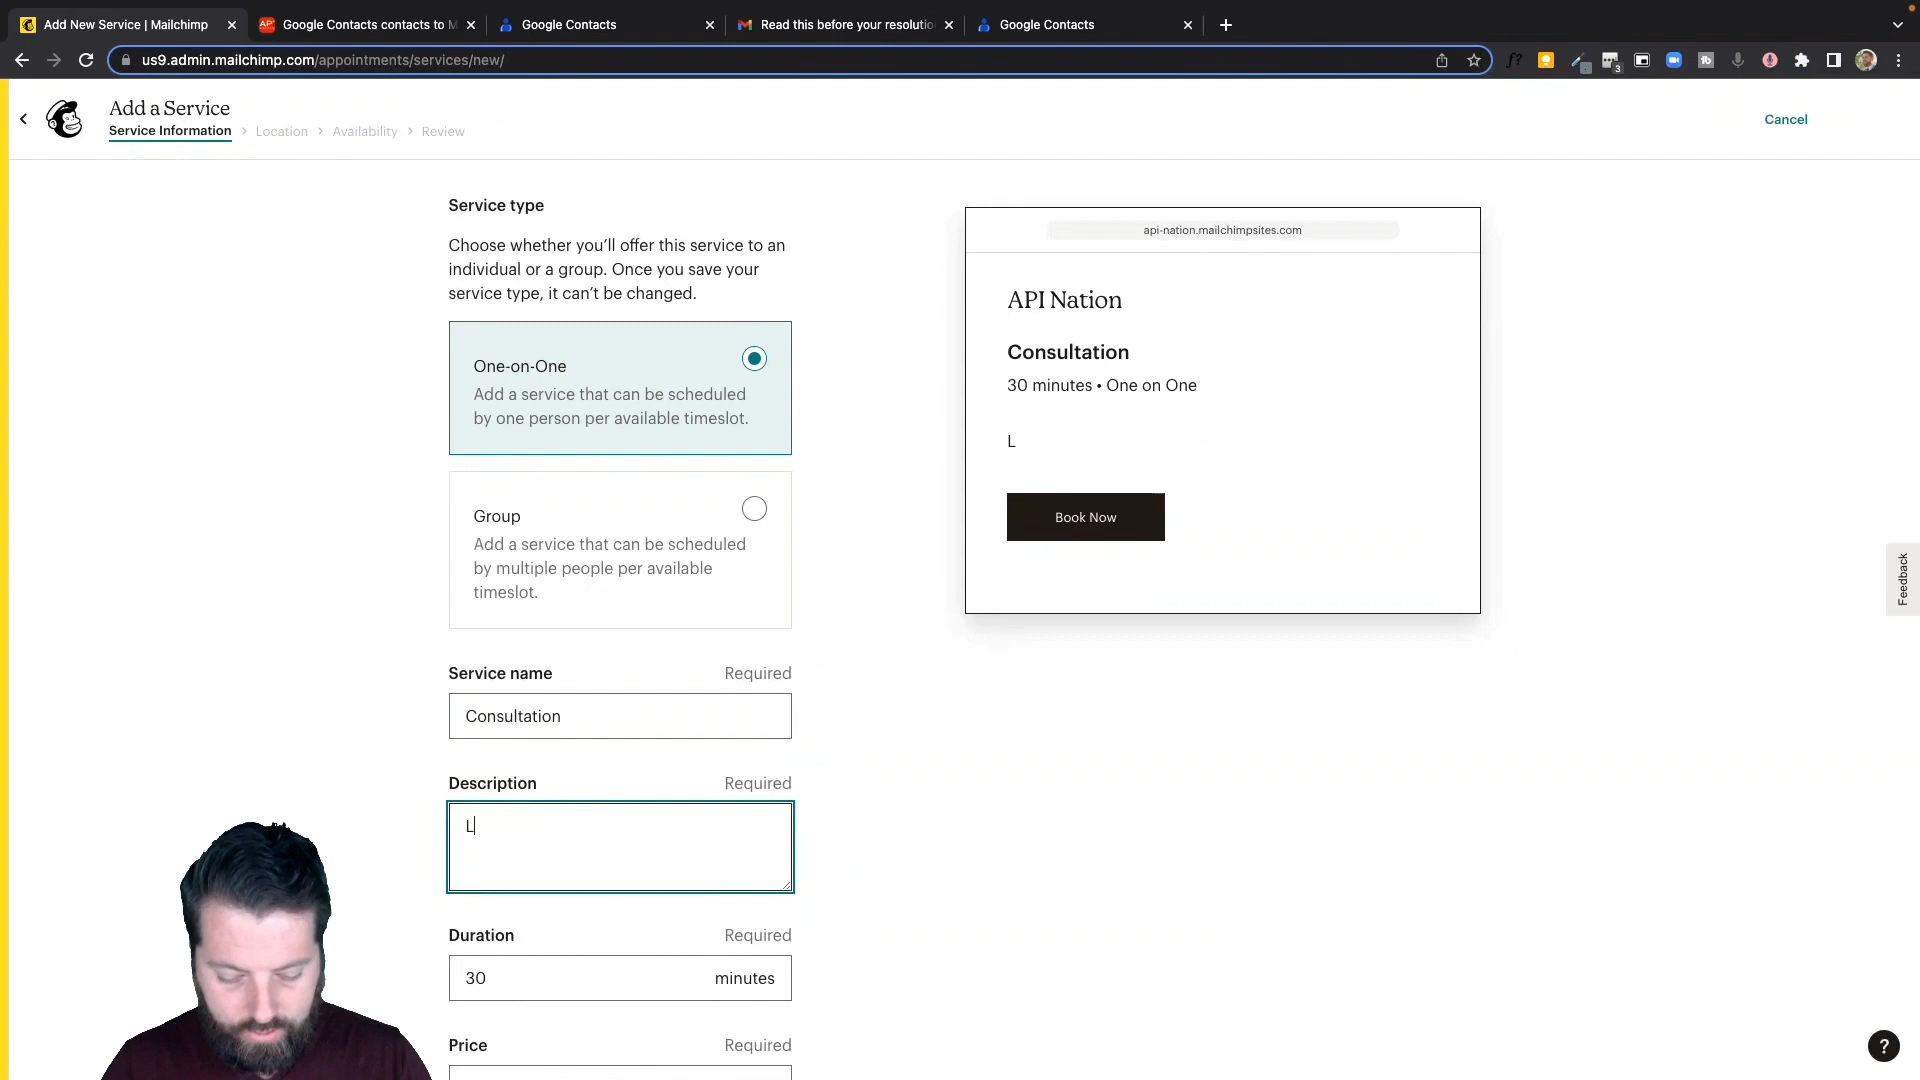 Add New Service | Mailchimp
Google Contacts contacts to M
Google Contacts
Read this before your resolutio
Google Contacts
us9.admin.mailchimp.com/appointments/services/new/
Add a Service
Service Information > Location > Availability > Review
Cancel
Service type
Choose whether you'll offer this service to an
individual or a group. Once you save your
service type, it can't be changed.
One-on-One
Add a service that can be scheduled
by one person per available timeslot.
Group
Add a service that can be scheduled
by multiple people per available
timeslot.
Service name Required
Consultation
Description Required
L
Duration Required
30 minutes
Price Required
api-nation.mailchimpsites.com
API Nation
Consultation
30 minutes • One on One
L
Book Now
Feedback
?